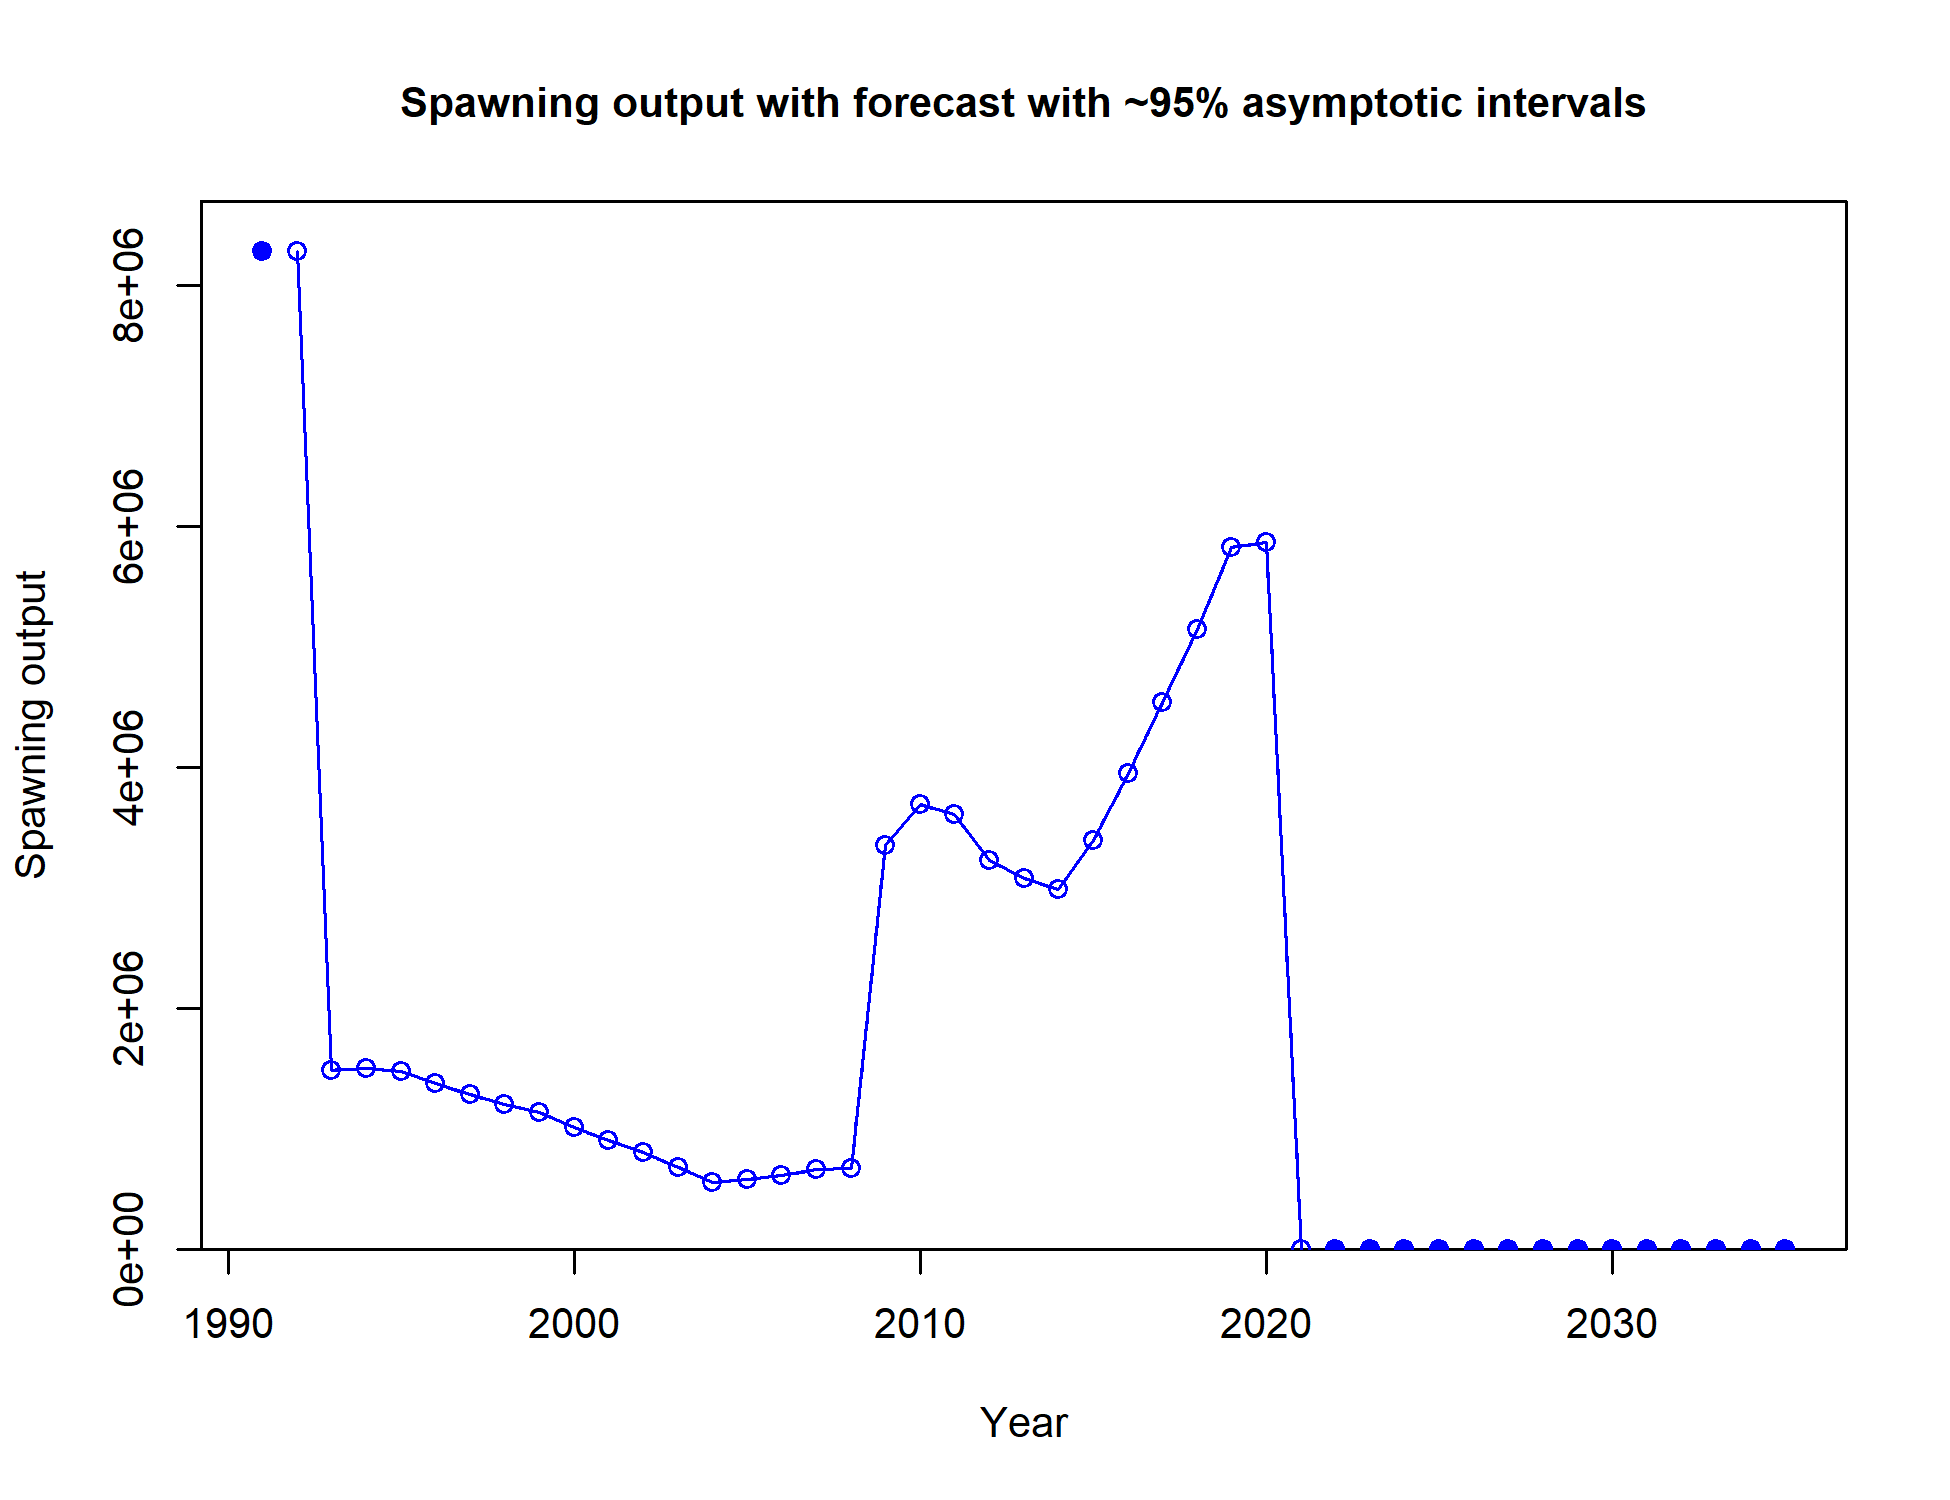 Spawning output with forecast with ~95% asymptotic intervals
Spawning output
8e+06
6e+06
4e+06
2e+06
0e+00
1990 2000 2010 2020 2030
Year